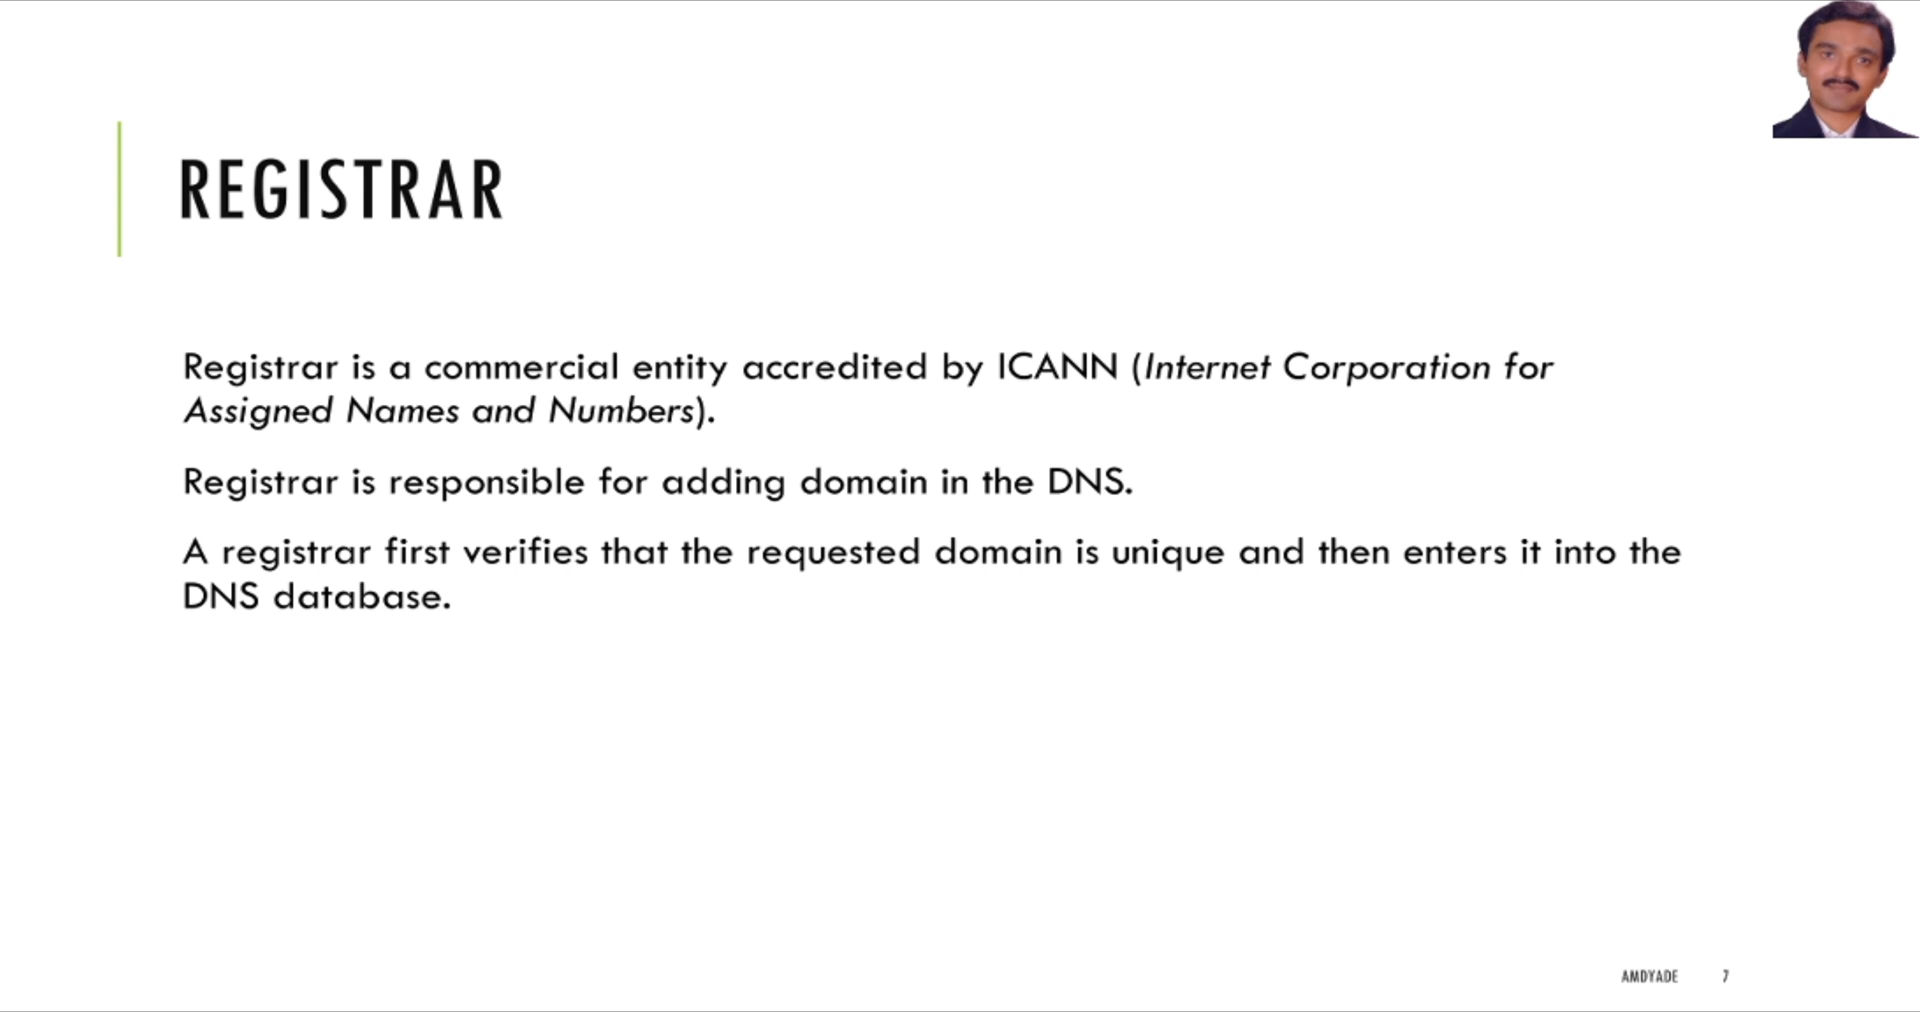 REGISTRAR
Registrar is a commercial entity accredited by ICANN (Internet Corporation for
Assigned Names and Numbers).
Registrar is responsible for adding domain in the DNS.
A registrar first verifies that the requested domain is unique and then enters it into the
DNS database.
AMDYADE 7